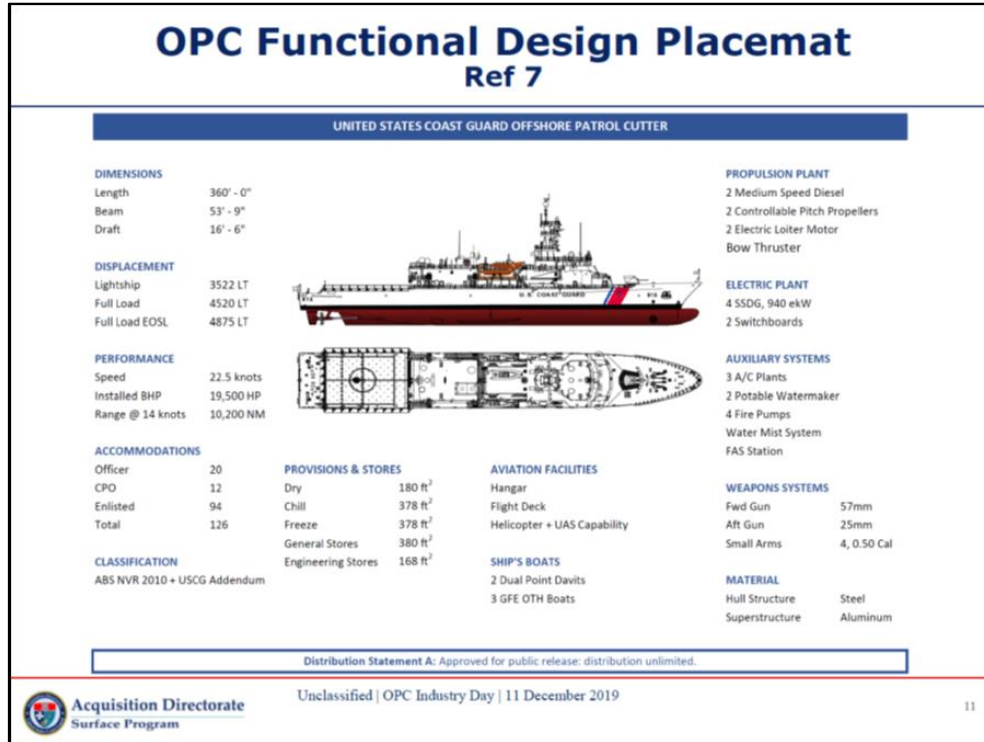 OPC Functional Design Placemat
Ref 7
UNITED STATES COAST GUARD OFFSHORE PATROL CUTTER
DIMENSIONS
Length 360' - 0"
Beam 53' - 9"
Draft 16' - 6"
DISPLACEMENT
Lightship 3522 LT
Full Load 4520 LT
Full Load EOSL 4875 LT
PERFORMANCE
Speed 22.5 knots
Installed BHP 19,500 HP
Range @ 14 knots 10,200 NM
ACCOMMODATIONS
Officer 20
CPO 12
Enlisted 94
Total 126
CLASSIFICATION
ABS NVR 2010 + USCG Addendum
U.S. COAST GUARD
PROVISIONS & STORES
Dry 180 ft²
Chill 378 ft²
Freeze 378 ft²
General Stores 380 ft²
Engineering Stores 168 ft²
AVIATION FACILITIES
Hangar
Flight Deck
Helicopter + UAS Capability
SHIP'S BOATS
2 Dual Point Davits
3 GFE OTH Boats
PROPULSION PLANT
2 Medium Speed Diesel
2 Controllable Pitch Propellers
2 Electric Loiter Motor
Bow Thruster
ELECTRIC PLANT
4 SSDG, 940 ekW
2 Switchboards
AUXILIARY SYSTEMS
3 A/C Plants
2 Potable Watermaker
4 Fire Pumps
Water Mist System
FAS Station
WEAPONS SYSTEMS
Fwd Gun 57mm
Aft Gun 25mm
Small Arms 4, 0.50 Cal
MATERIAL
Hull Structure Steel
Superstructure Aluminum
Distribution Statement A: Approved for public release: distribution unlimited.
Acquisition Directorate
Surface Program
Unclassified | OPC Industry Day | 11 December 2019
11